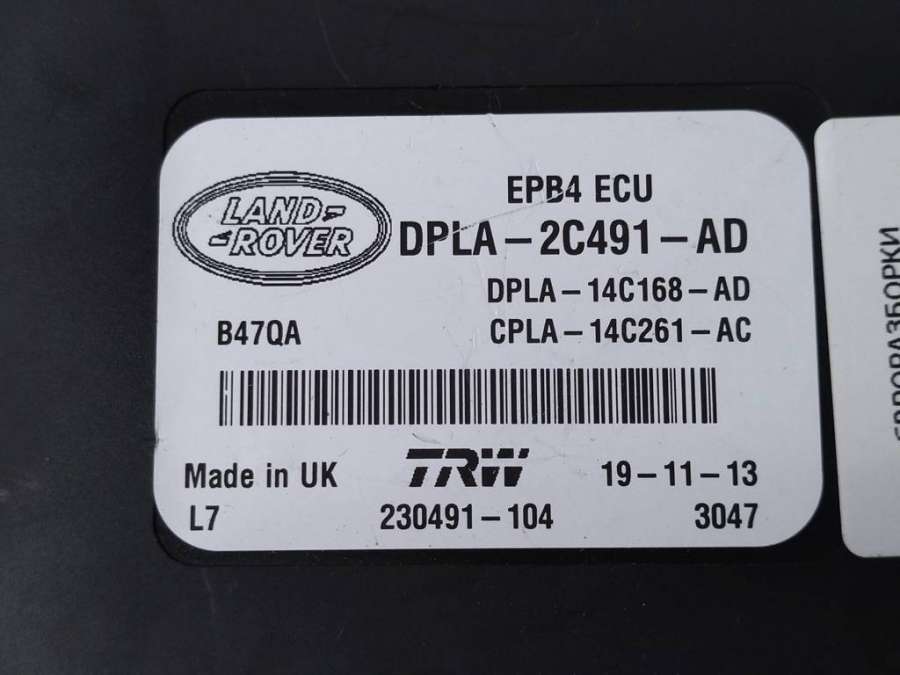 EPB4 ECU
LAND-
-ROVER
DPLA-2C491-AD
DPLA-14C168-AD
B47QA
CPLA-14C261-AC
Made in UK
TRW
19-11-13
L7
230491-104
3047
ЕВРОРАЗБОРКИ